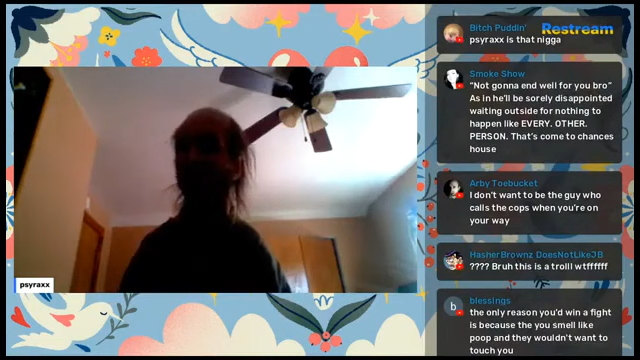 psyraxx
Restream
Bitch Puddin'
psyraxx is that nigga
Smoke Show
“Not gonna end well for you bro”
As in he'll be sorely disappointed
waiting outside for nothing to
happen like EVERY. OTHER.
PERSON. That's come to chances
house
Arby Toebucket
I don't want to be the guy who
calls the cops when you're on
your way
HasherBrownz DoesNotLikeJB
???? Bruh this is a trolll wtffffff
b blessings
the only reason you'd win a fight
is because the you smell like
poop and they wouldn't want to
touch you